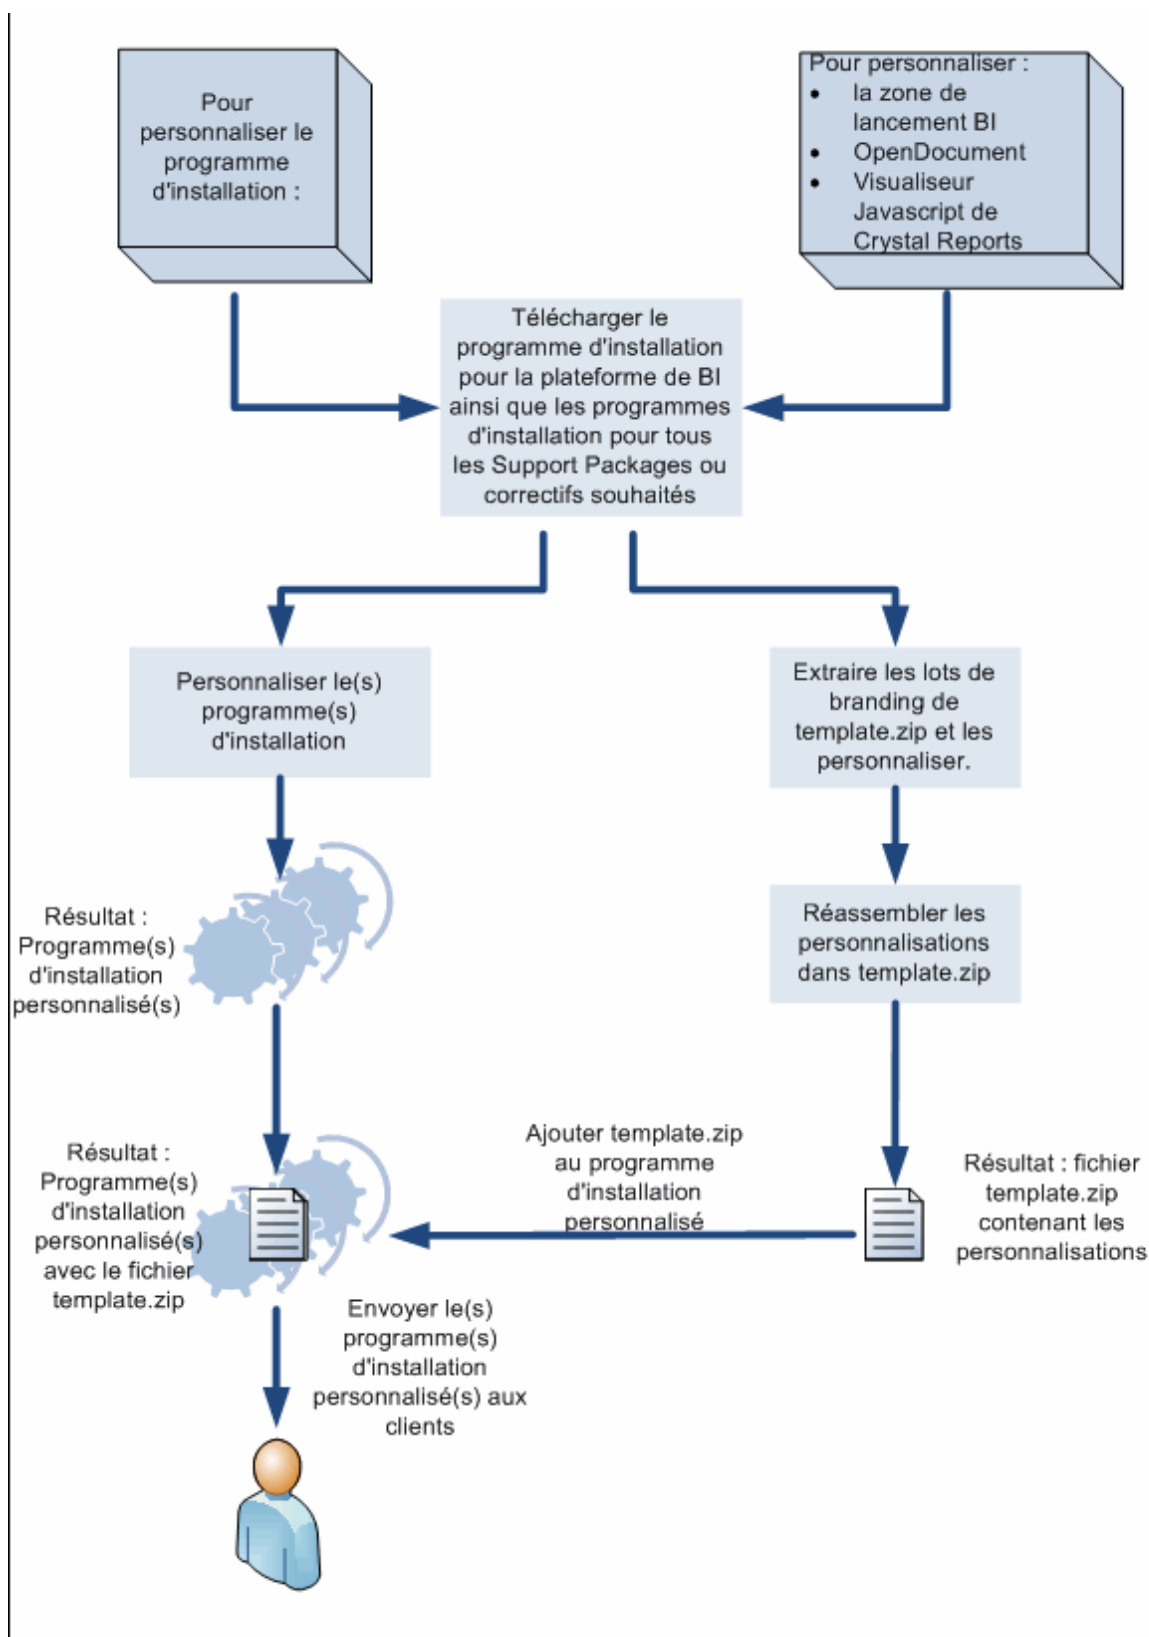 Pour
personnaliser le
programme
d'installation :
Pour personnaliser :
• la zone de
lancement BI
• OpenDocument
• Visualiseur
Javascript de
Crystal Reports
Télécharger le
programme d'installation
pour la plateforme de BI
ainsi que les programmes
d'installation pour tous
les Support Packages ou
correctifs souhaités
Personnaliser le(s)
programme(s)
d'installation
Extraire les lots de
branding de
template.zip et les
personnaliser.
Résultat :
Programme(s)
d'installation
personnalisé(s)
Réassembler les
personnalisations
dans template.zip
Ajouter template.zip
au programme
d'installation
personnalisé
Résultat :
Programme(s)
d'installation
personnalisé(s)
avec le fichier
template.zip
Résultat : fichier
template.zip
contenant les
personnalisations
Envoyer le(s)
programme(s)
d'installation
personnalisé(s) aux
clients